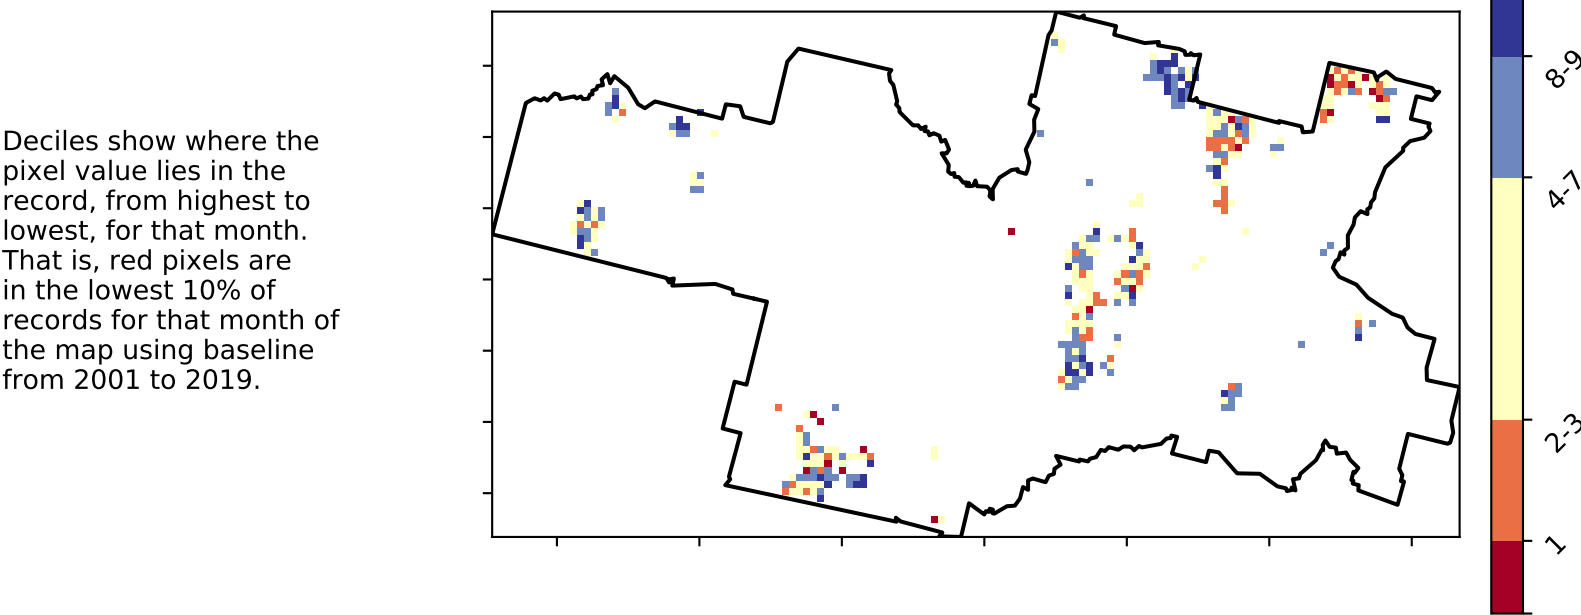 Deciles show where the
pixel value lies in the
record, from highest to
lowest, for that month.
That is, red pixels are
in the lowest 10% of
records for that month of
the map using baseline
from 2001 to 2019.
8-9
4-7
2-3
1